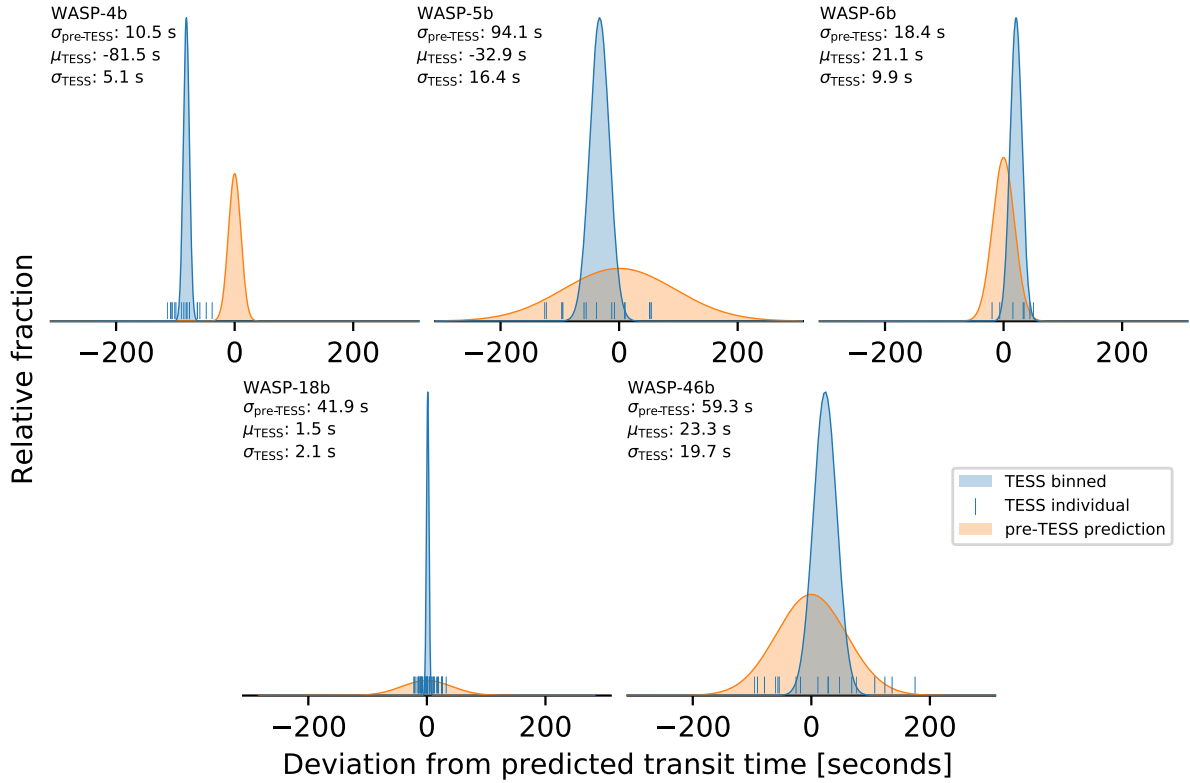 WASP-4b
σpre-TESS: 10.5 s
μTESS: -81.5 s
σTESS: 5.1 s
WASP-5b
σpre-TESS: 94.1 s
μTESS: -32.9 s
σTESS: 16.4 s
WASP-6b
σpre-TESS: 18.4 s
μTESS: 21.1 s
σTESS: 9.9 s
−200 0 200
−200 0 200
−200 0 200
Relative fraction
WASP-18b
σpre-TESS: 41.9 s
μTESS: 1.5 s
σTESS: 2.1 s
WASP-46b
σpre-TESS: 59.3 s
μTESS: 23.3 s
σTESS: 19.7 s
TESS binned
TESS individual
pre-TESS prediction
−200 0 200
−200 0 200
Deviation from predicted transit time [seconds]